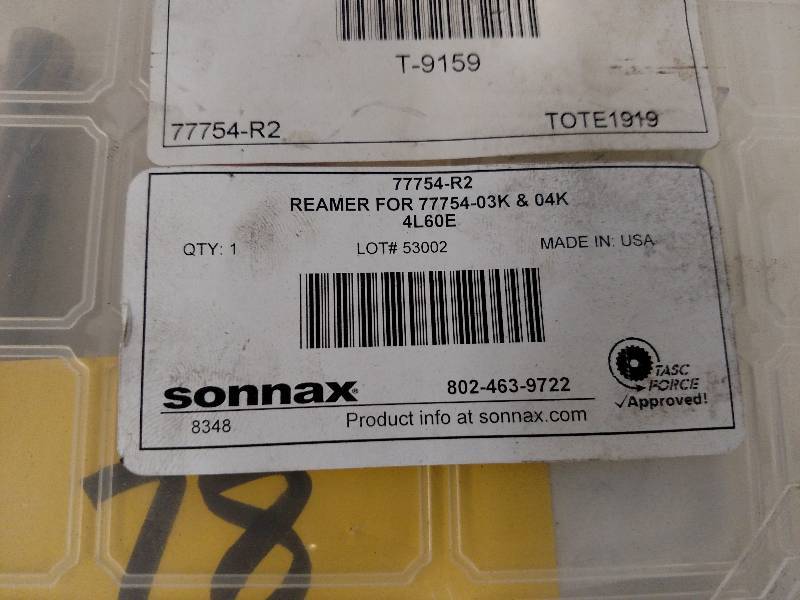 T-9159
77754-R2 TOTE1919
77754-R2
REAMER FOR 77754-03K & 04K
4L60E
QTY: 1 LOT# 53002 MADE IN: USA
TASC
FORCE
✓Approved!
sonnax® 802-463-9722
8348 Product info at sonnax.com
78